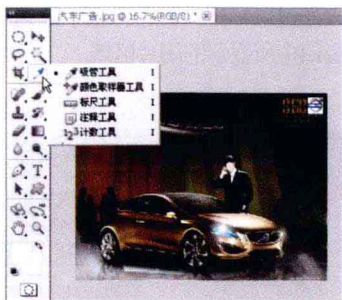 汽车广告.jpg @ 16.7%(RGB/8) *
吸管工具 I
颜色取样器工具 I
标尺工具 I
注释工具 I
123 计数工具 I
T